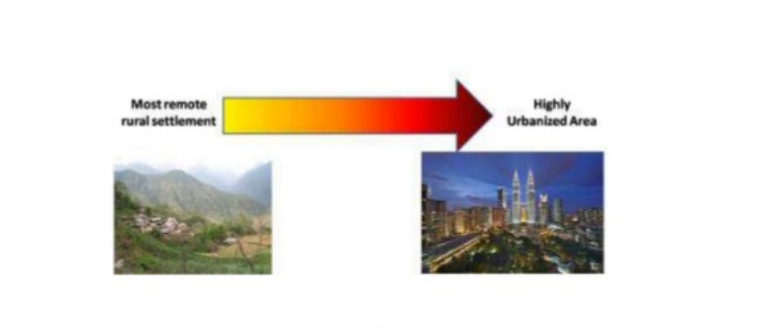 Most remote
rural settlement
Highly
Urbanized Area